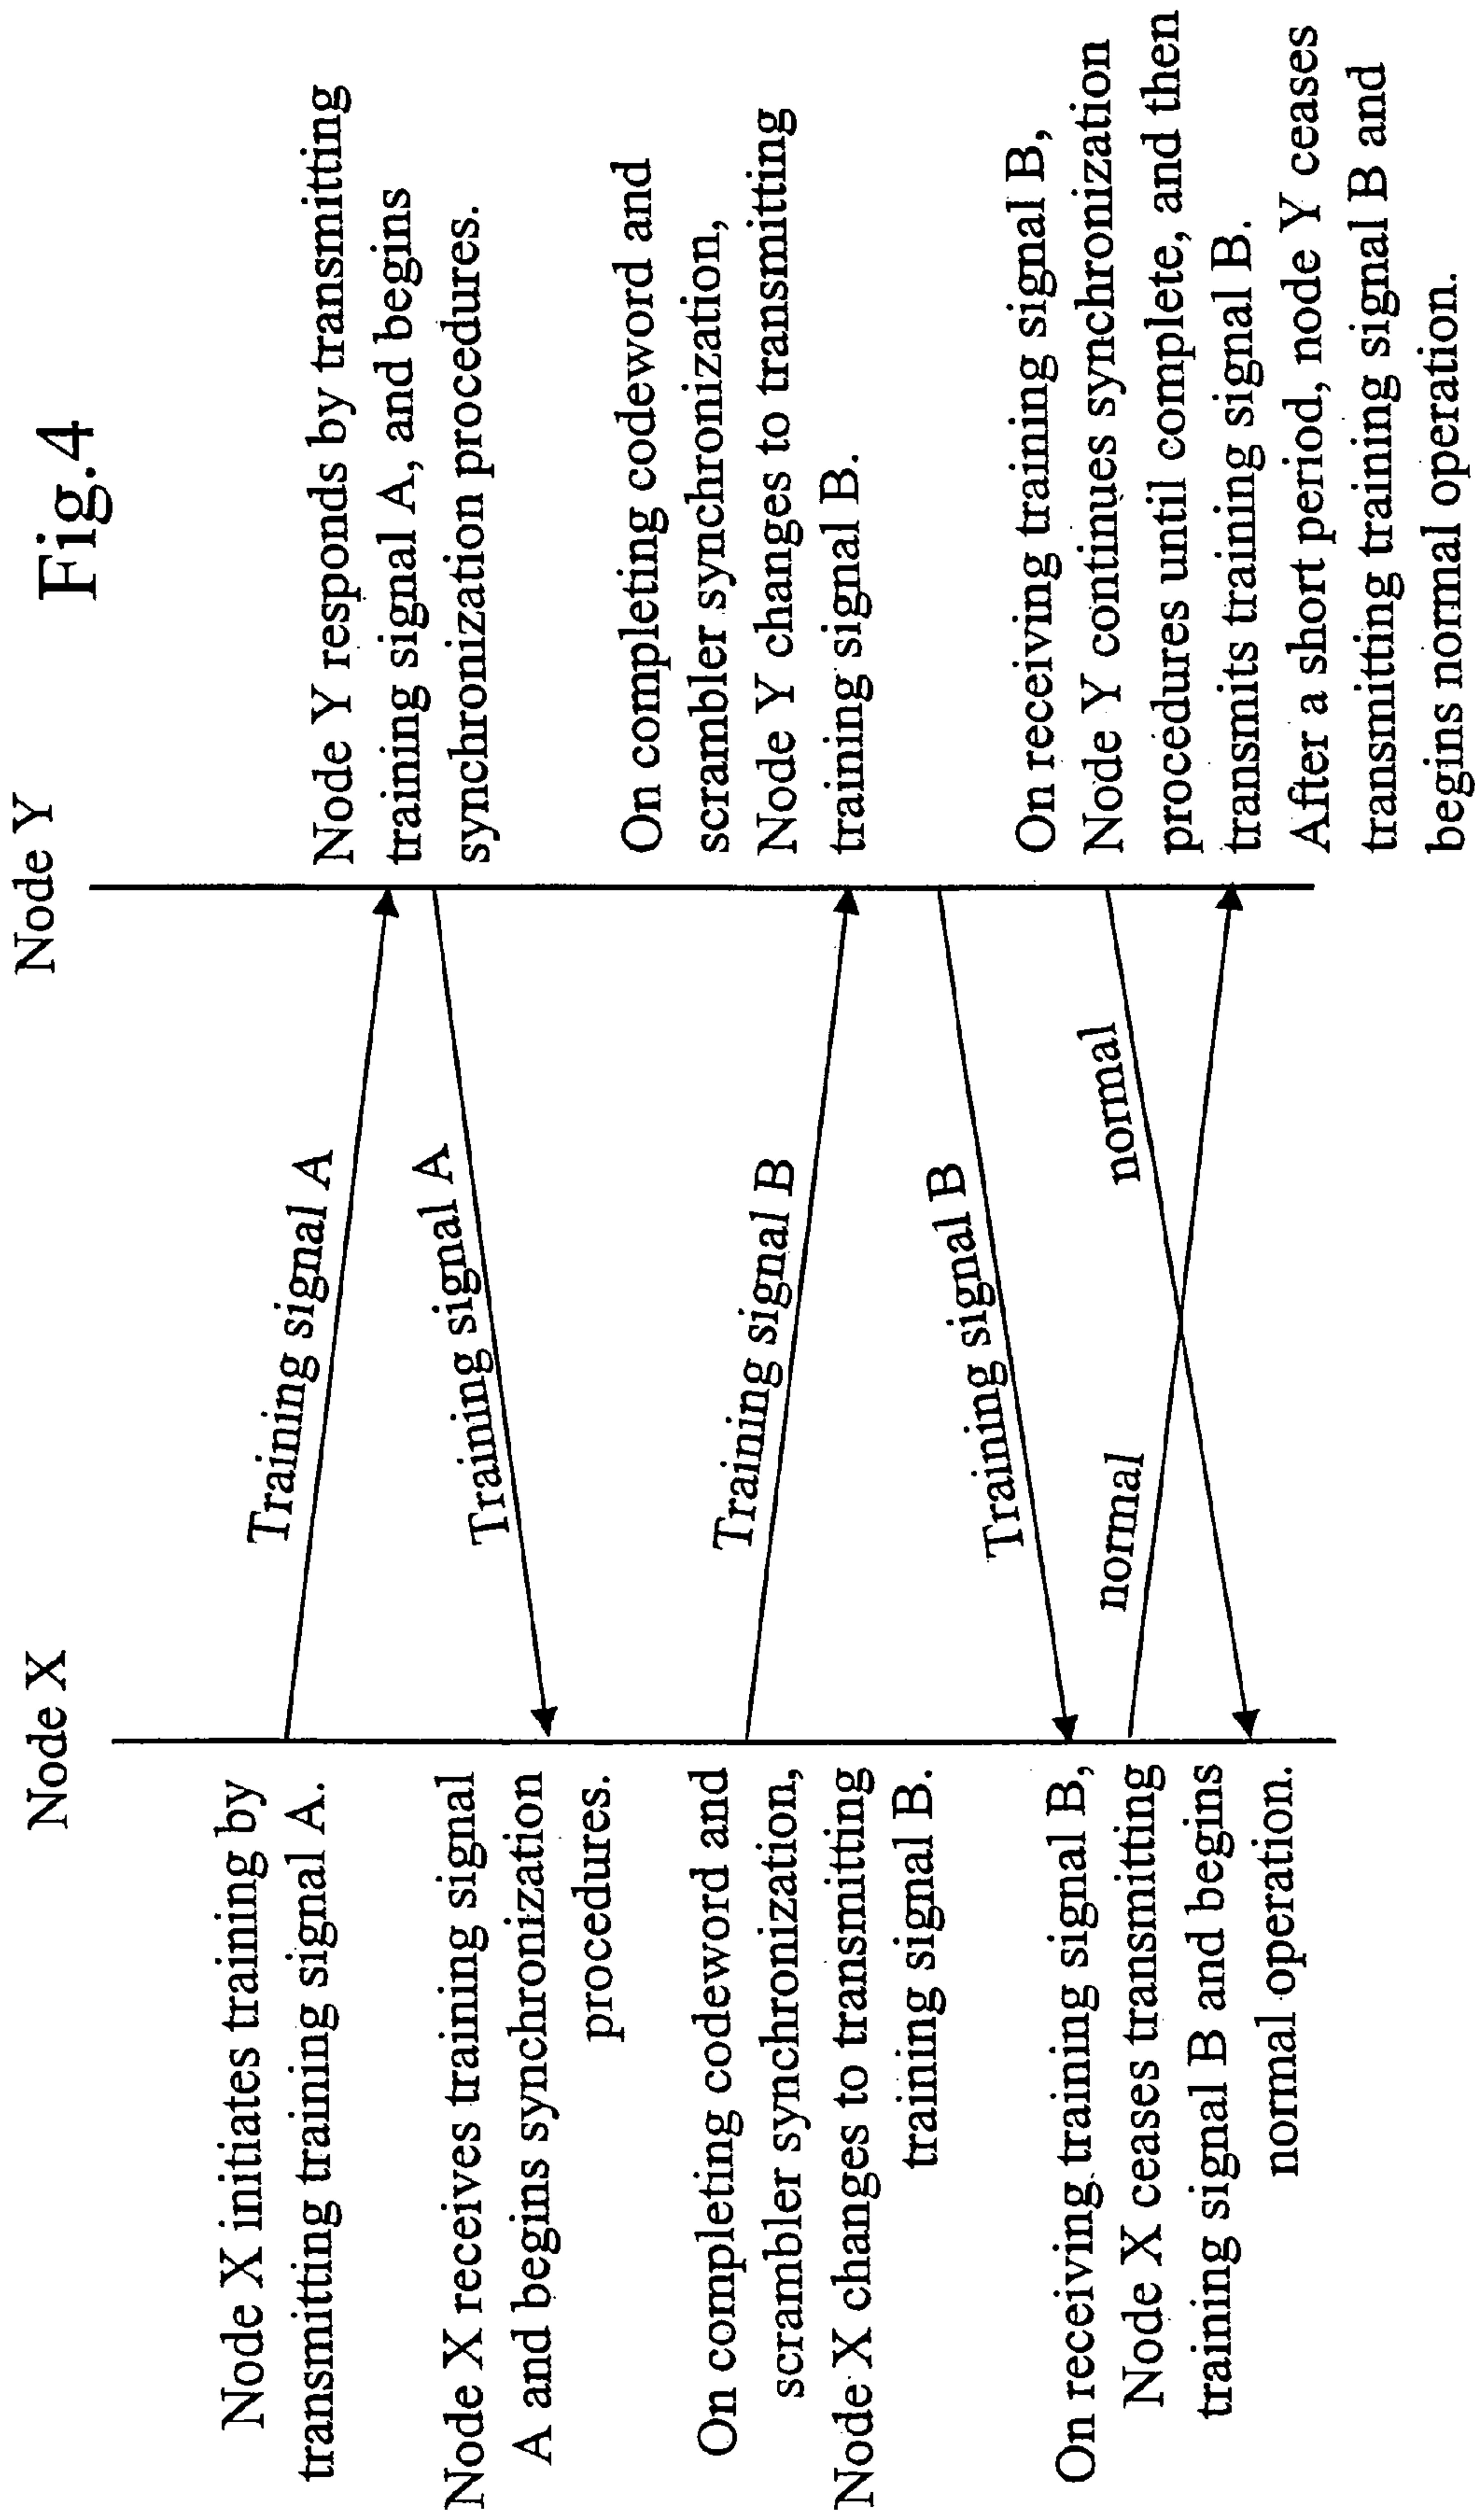 Fig.4
Node X
Node Y
Node X initiates training by
transmitting training signal A.
Training signal A
Node Y responds by transmitting
training signal A, and begins
synchronization procedures.
Training signal A
Node X receives training signal
A and begins synchronization
procedures.
On completing codeword and
scrambler synchronization,
Node Y changes to transmitting
training signal B.
On completing codeword and
scrambler synchronization,
Node X changes to transmitting
training signal B.
Training signal B
Training signal B
On receiving training signal B,
Node Y continues synchronization
procedures until complete, and then
transmits training signal B.
After a short period, node Y ceases
transmitting training signal B and
begins normal operation.
On receiving training signal B,
Node X ceases transmitting
training signal B and begins
normal operation.
normal
normal